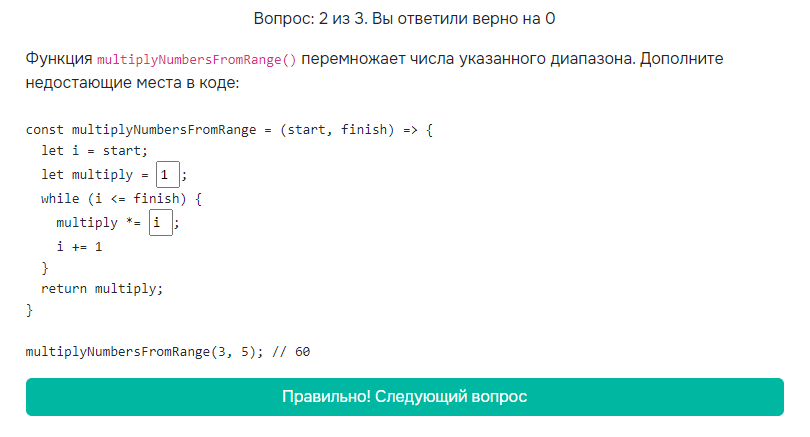 Вопрос: 2 из 3. Вы ответили верно на 0
Функция multiplyNumbersFromRange() перемножает числа указанного диапазона. Дополните
недостающие места в коде:
const multiplyNumbersFromRange = (start, finish) => {
  let i = start;
  let multiply = 1 ;
  while (i <= finish) {
    multiply *= i ;
    i += 1
  }
  return multiply;
}
multiplyNumbersFromRange(3, 5); // 60
Правильно! Следующий вопрос